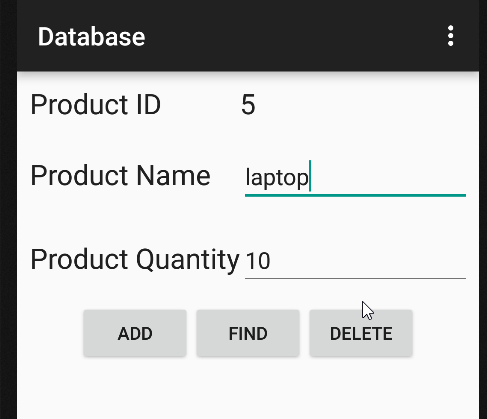 Database
Product ID 5
Product Name laptop
Product Quantity 10
ADD FIND DELETE